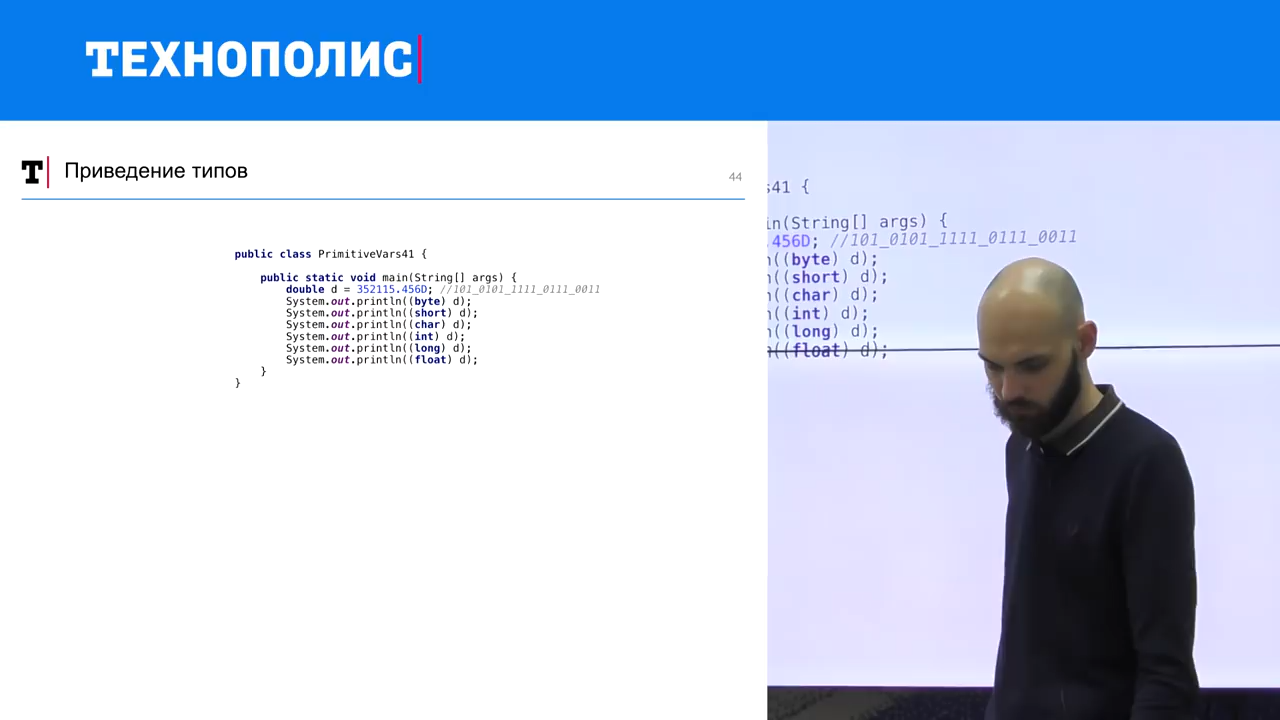 ТЕХНОПОЛИС
Т Приведение типов
44
public class PrimitiveVars41 {
public static void main(String[] args) {
double d = 352115.456D; //101_0101_1111_0111_0011
System.out.println((byte) d);
System.out.println((short) d);
System.out.println((char) d);
System.out.println((int) d);
System.out.println((long) d);
System.out.println((float) d);
}
}
s41 {
in(String[] args) {
.456D; //101_0101_1111_0111_0011
n((byte) d);
n((short) d);
n((char) d);
n((int) d);
n((long) d);
n((float) d);